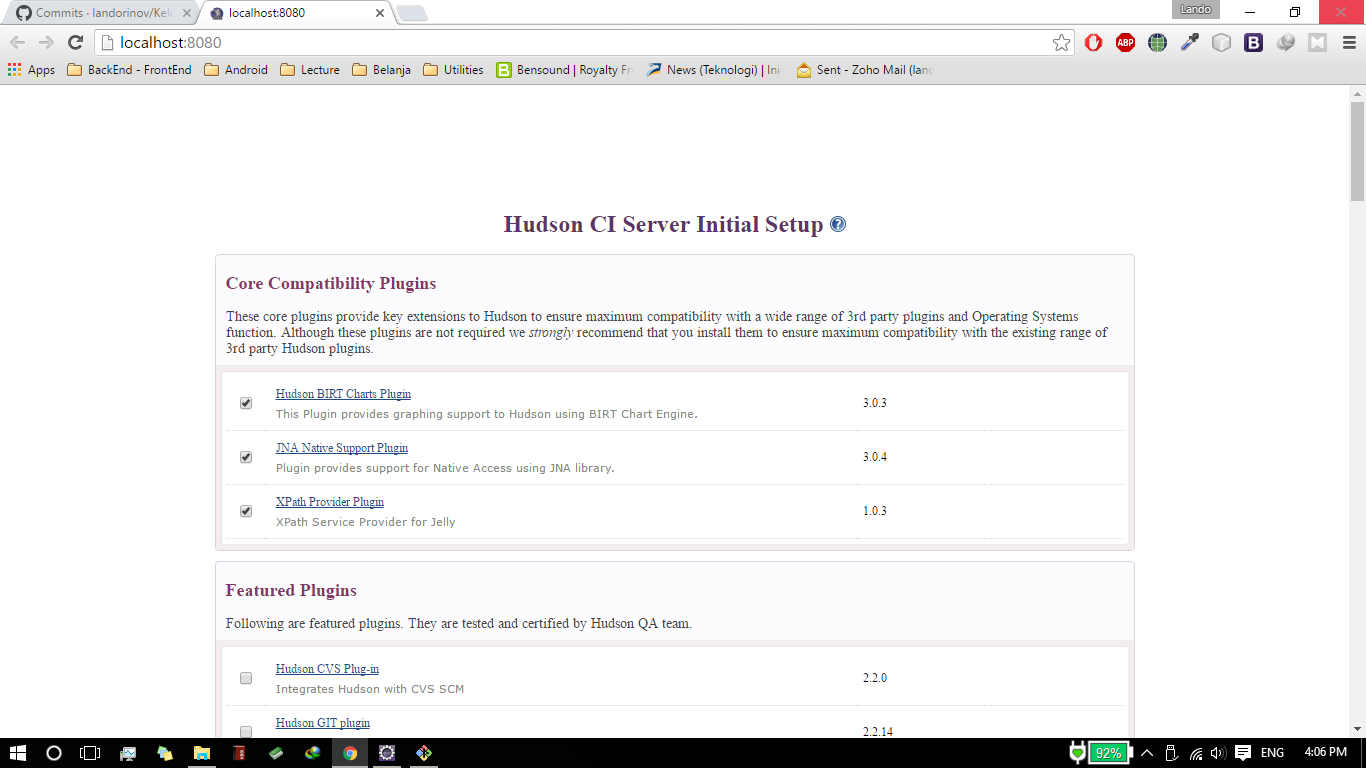 Commits · landorinov/Kel
localhost:8080
Lando
localhost:8080
ABP
B
Apps
BackEnd - FrontEnd
Android
Lecture
Belanja
Utilities
B
Bensound | Royalty Fr
News (Teknologi) | Ini
Sent - Zoho Mail (land
Hudson CI Server Initial Setup ?
Core Compatibility Plugins
These core plugins provide key extensions to Hudson to ensure maximum compatibility with a wide range of 3rd party plugins and Operating Systems
function. Although these plugins are not required we strongly recommend that you install them to ensure maximum compatibility with the existing range of
3rd party Hudson plugins.
Hudson BIRT Charts Plugin
This Plugin provides graphing support to Hudson using BIRT Chart Engine.
3.0.3
JNA Native Support Plugin
Plugin provides support for Native Access using JNA library.
3.0.4
XPath Provider Plugin
XPath Service Provider for Jelly
1.0.3
Featured Plugins
Following are featured plugins. They are tested and certified by Hudson QA team.
Hudson CVS Plug-in
Integrates Hudson with CVS SCM
2.2.0
Hudson GIT plugin
2.2.14
92%
ENG
4:06 PM